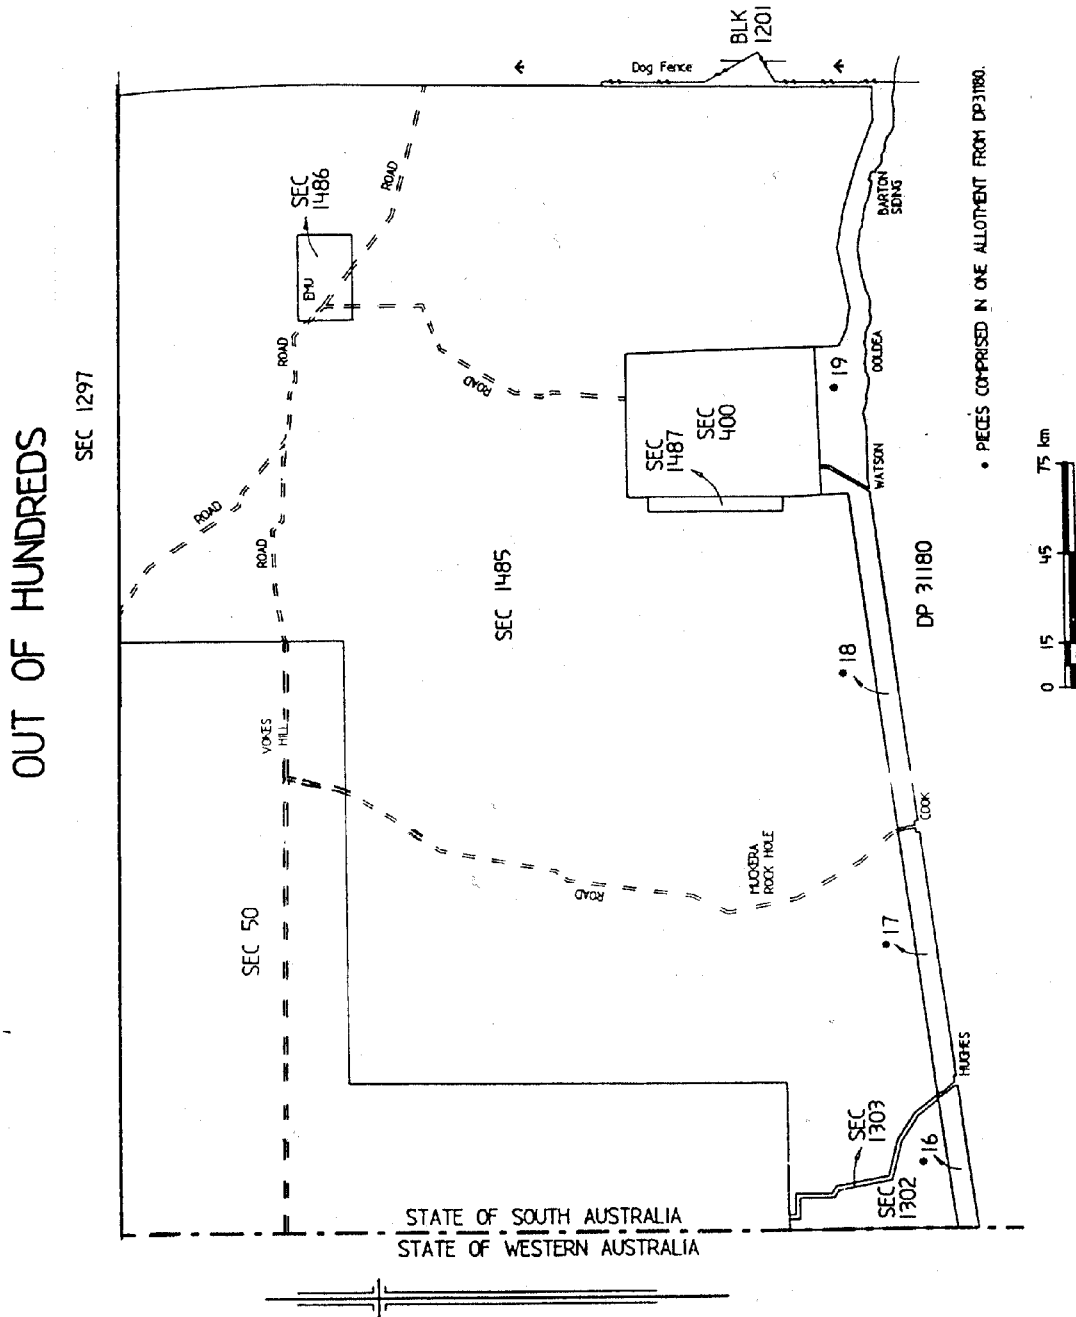 OUT OF HUNDREDS
SEC 1297
BLK
1201
Dog Fence
SEC
1486
EMU
ROAD
ROAD
ROAD
ROAD
ROAD
VOKES
HILL
SEC 50
SEC 1485
SEC
1487
SEC
400
• 19
OOLDEA
BARTON
SIDING
WATSON
DP 31180
• 18
COOK
MUCKERA
ROCK HOLE
ROAD
• 17
HUGHES
SEC
1303
• 16
SEC
1302
STATE OF SOUTH AUSTRALIA
STATE OF WESTERN AUSTRALIA
• PIECES COMPRISED IN ONE ALLOTMENT FROM DP31180.
0 15 45 75 km